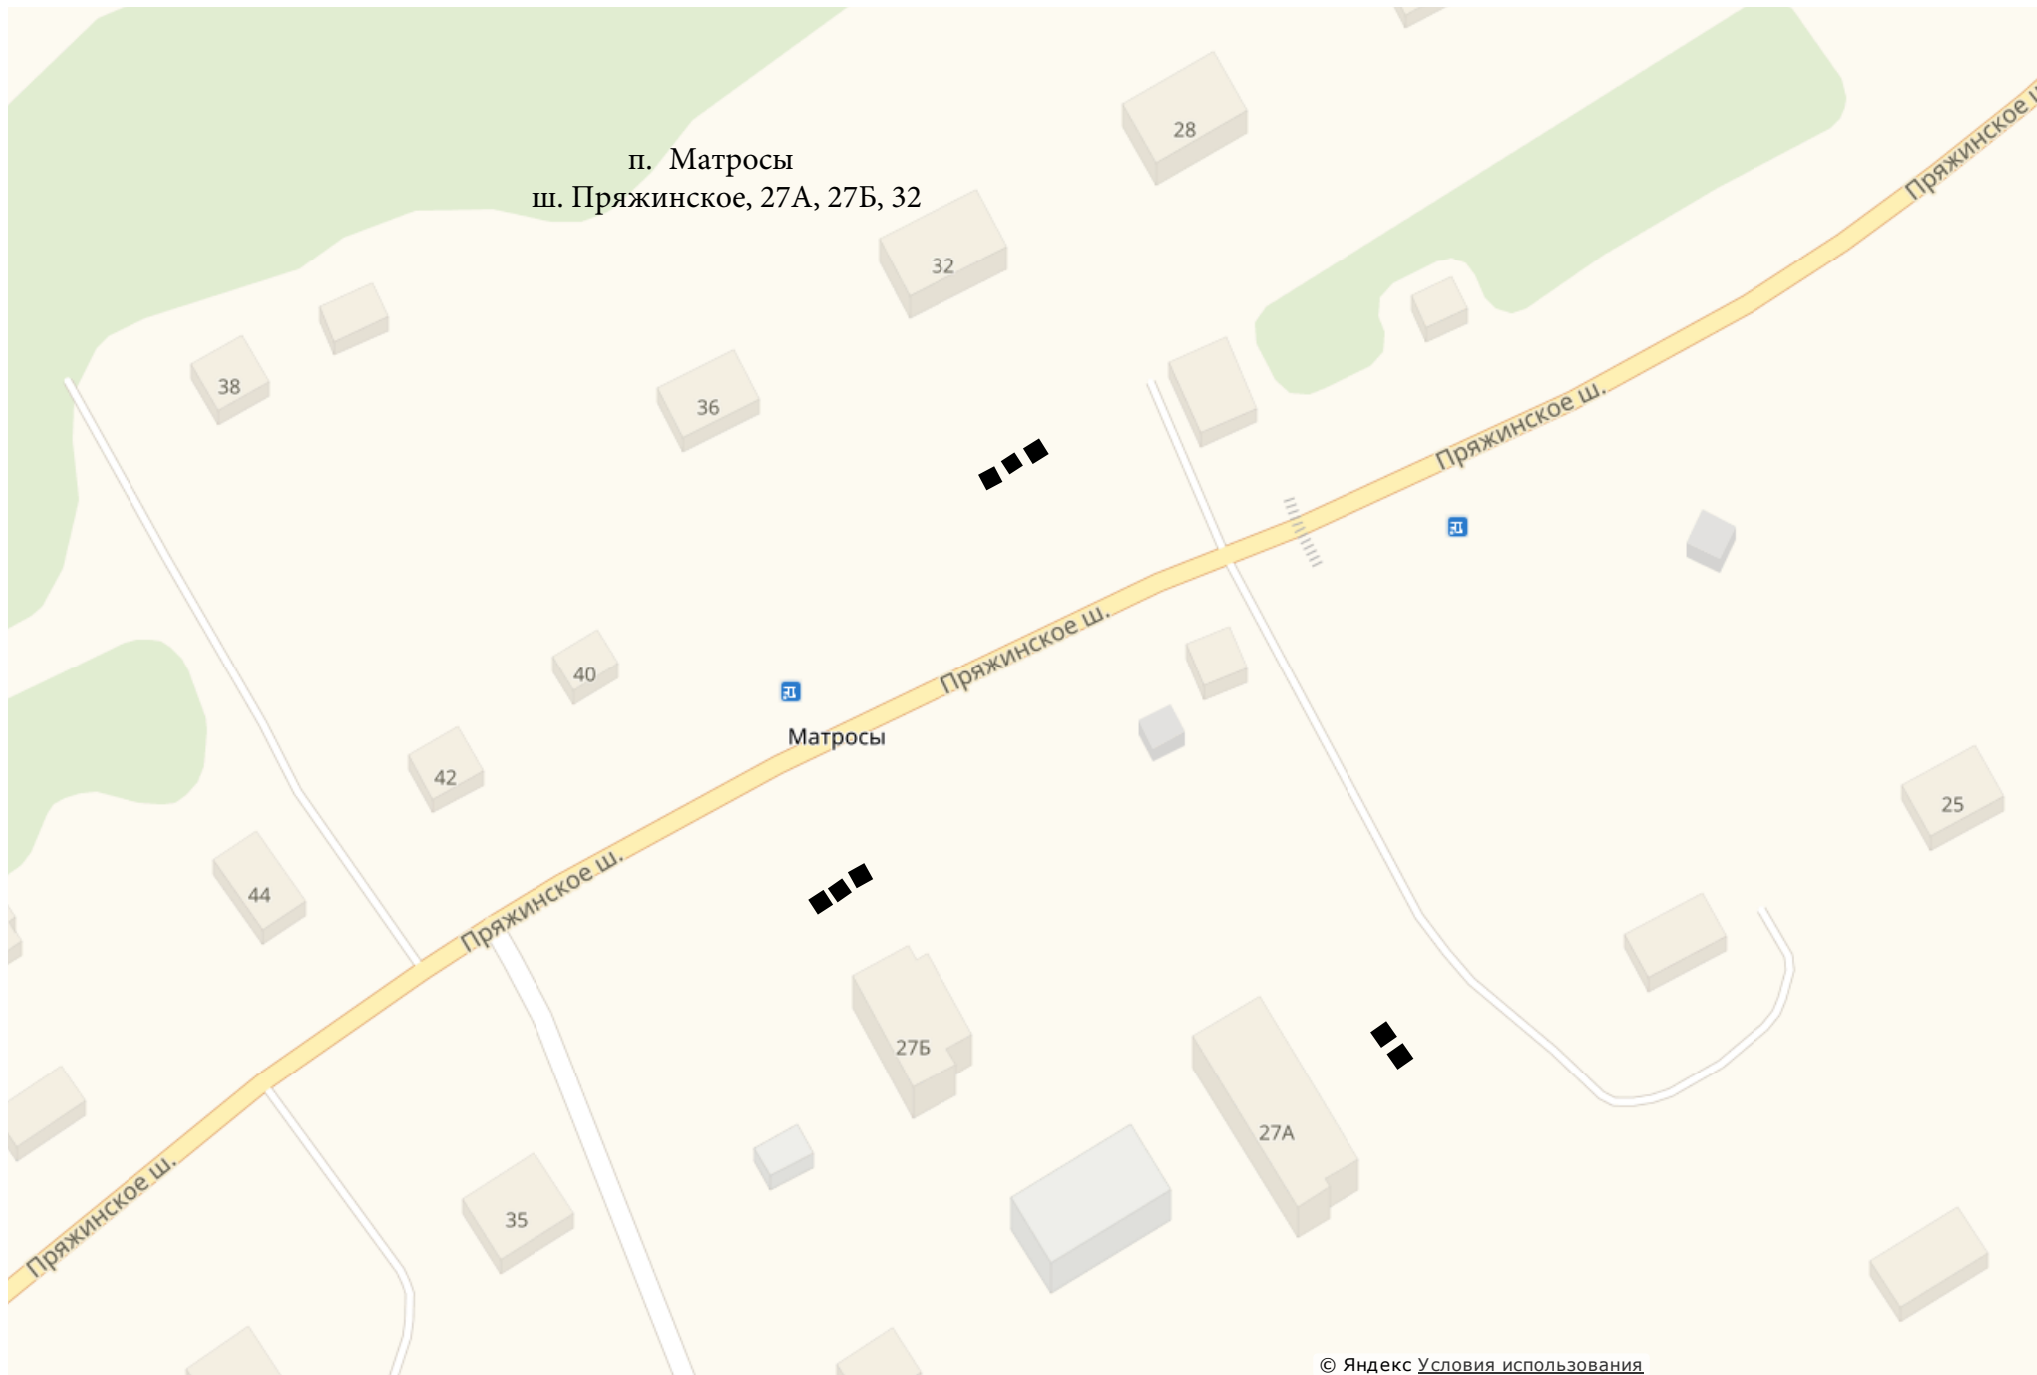 28
п. Матросы
ш. Пряжинское, 27А, 27Б, 32
Пряжинское ш
32
38
36
Пряжинское ш.
Пряжинское ш.
40
Матросы
42
25
Пряжинское ш.
44
27Б
27А
Пряжинское ш.
35
© Яндекс Условия использования